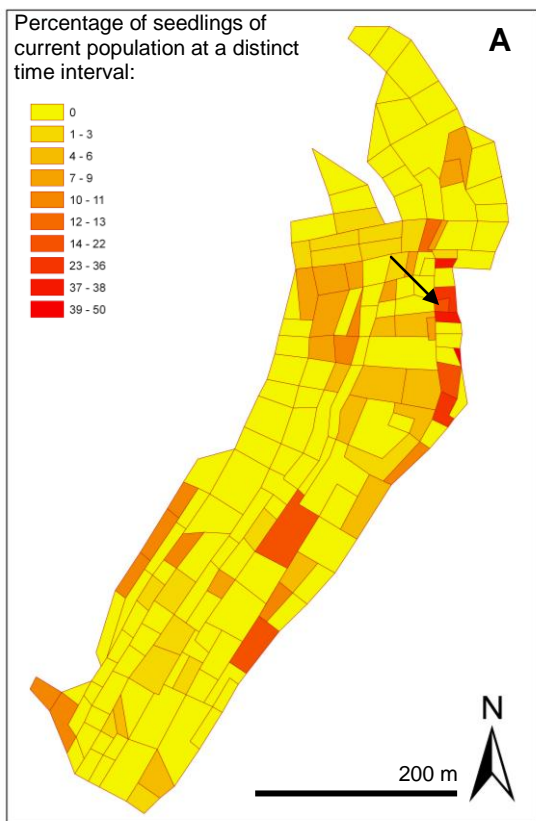 Percentage of seedlings of
current population at a distinct
time interval:
A
0
1 - 3
4 - 6
7 - 9
10 - 11
12 - 13
14 - 22
23 - 36
37 - 38
39 - 50
N
200 m